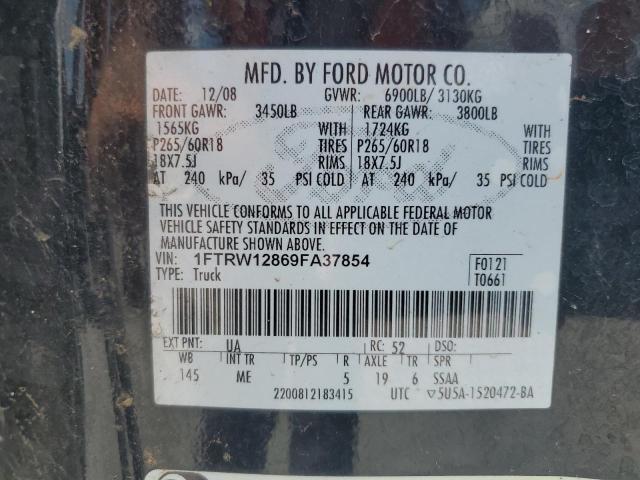 MFD. BY FORD MOTOR CO.
DATE: 12/08 GVWR: 6900LB/ 3130KG
FRONT GAWR: 3450LB REAR GAWR: 3800LB
1565KG WITH 1724KG WITH
P265/60R18 TIRES P265/60R18 TIRES
18X7.5J RIMS 18X7.5J RIMS
AT 240 kPa/ 35 PSI COLD AT 240 kPa/ 35 PSI COLD
THIS VEHICLE CONFORMS TO ALL APPLICABLE FEDERAL MOTOR
VEHICLE SAFETY STANDARDS IN EFFECT ON THE DATE OF
MANUFACTURE SHOWN ABOVE.
VIN: 1FTRW12869FA37854 F0121
TYPE: Truck T0661
EXT PNT: UA RC: 52 DSO:
WB INT TR TP/PS R AXLE TR SPR
145 ME 5 19 6 SSAA
2200812183415 UTC ▽5U5A-1520472-BA